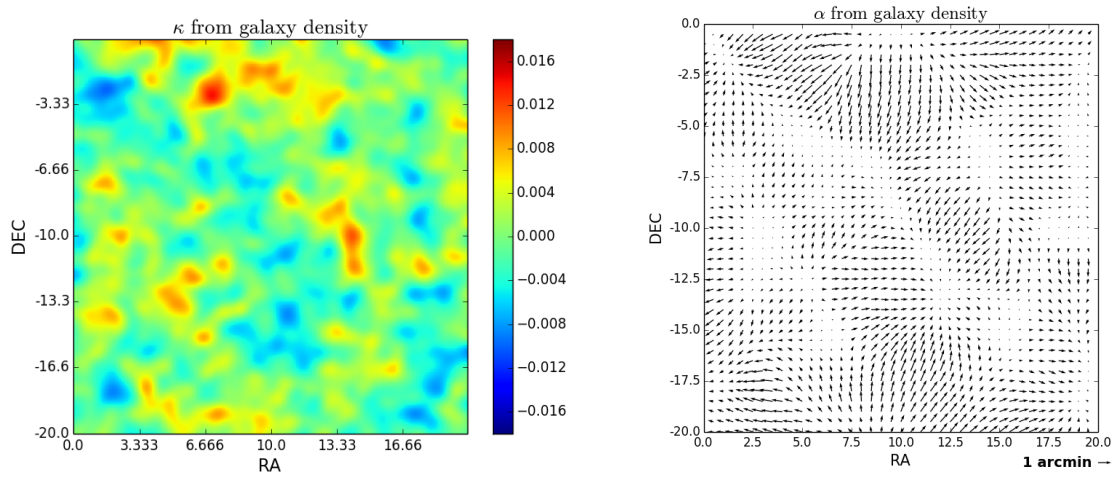 κ from galaxy density
-3.33
-6.66
-10.0
-13.3
-16.6
-20.0
DEC
0.0 3.333 6.666 10.0 13.33 16.66
RA
0.016
0.012
0.008
0.004
0.000
−0.004
−0.008
−0.012
−0.016
α from galaxy density
0.0
-2.5
-5.0
-7.5
-10.0
-12.5
-15.0
-17.5
-20.0
DEC
0.0 2.5 5.0 7.5 10.0 12.5 15.0 17.5 20.0
RA
1 arcmin